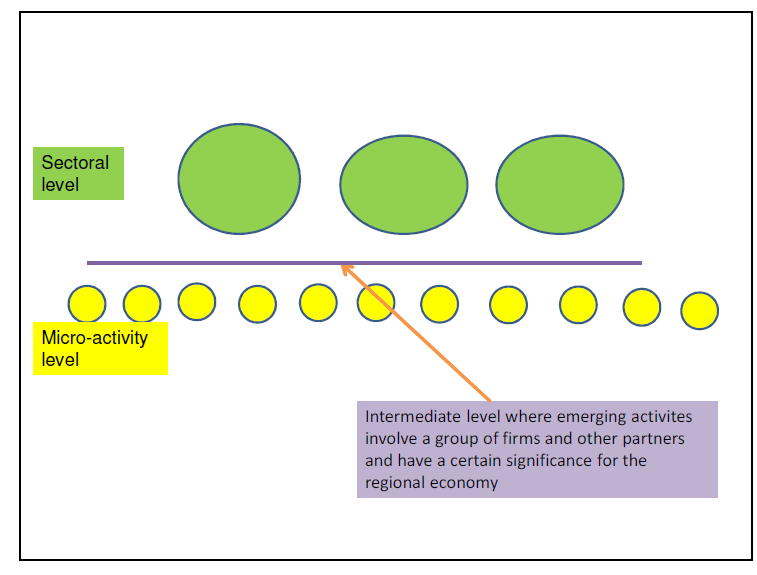 Sectoral
level
Micro-activity
level
Intermediate level where emerging activites
involve a group of firms and other partners
and have a certain significance for the
regional economy